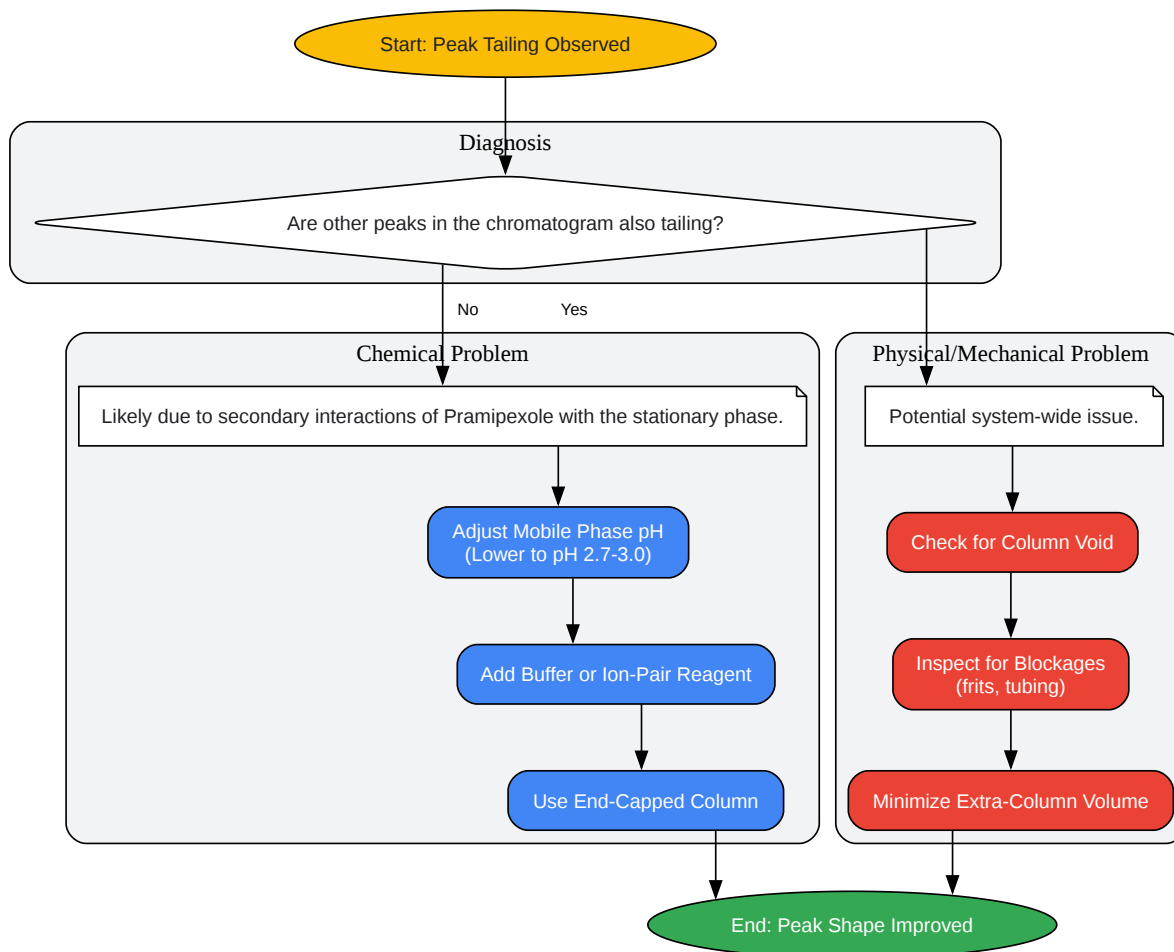 Start: Peak Tailing Observed
Diagnosis
Are other peaks in the chromatogram also tailing?
No
Yes
Chemical Problem
Likely due to secondary interactions of Pramipexole with the stationary phase.
Adjust Mobile Phase pH
(Lower to pH 2.7-3.0)
Add Buffer or Ion-Pair Reagent
Use End-Capped Column
Physical/Mechanical Problem
Potential system-wide issue.
Check for Column Void
Inspect for Blockages
(frits, tubing)
Minimize Extra-Column Volume
End: Peak Shape Improved